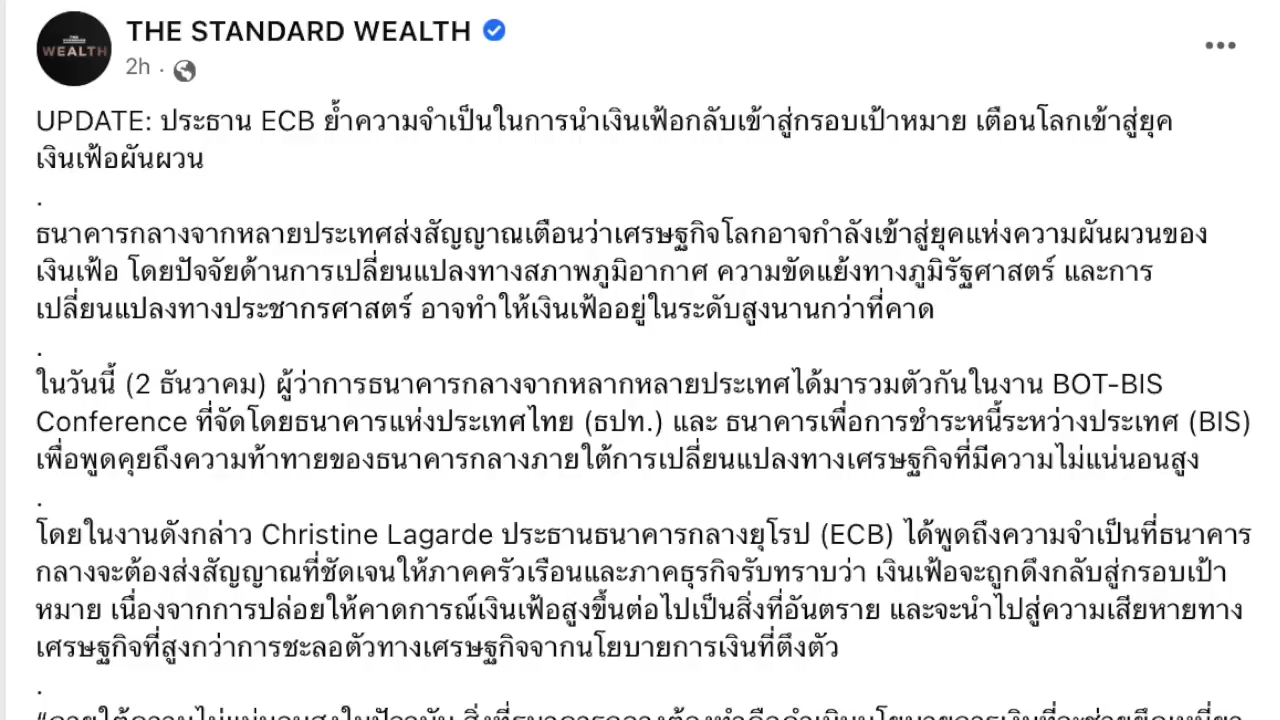 THE STANDARD WEALTH
THE STANDARD
WEALTH
2h ·
UPDATE: ประธาน ECB ย้ำความจำเป็นในการนำเงินเฟ้อกลับเข้าสู่กรอบเป้าหมาย เตือนโลกเข้าสู่ยุค
เงินเฟ้อผันผวน
.
ธนาคารกลางจากหลายประเทศส่งสัญญาณเตือนว่าเศรษฐกิจโลกอาจกำลังเข้าสู่ยุคแห่งความผันผวนของ
เงินเฟ้อ โดยปัจจัยด้านการเปลี่ยนแปลงทางสภาพภูมิอากาศ ความขัดแย้งทางภูมิรัฐศาสตร์ และการ
เปลี่ยนแปลงทางประชากรศาสตร์ อาจทำให้เงินเฟ้ออยู่ในระดับสูงนานกว่าที่คาด
.
ในวันนี้ (2 ธันวาคม) ผู้ว่าการธนาคารกลางจากหลากหลายประเทศได้มารวมตัวกันในงาน BOT-BIS
Conference ที่จัดโดยธนาคารแห่งประเทศไทย (ธปท.) และ ธนาคารเพื่อการชำระหนี้ระหว่างประเทศ (BIS)
เพื่อพูดคุยถึงความท้าทายของธนาคารกลางภายใต้การเปลี่ยนแปลงทางเศรษฐกิจที่มีความไม่แน่นอนสูง
.
โดยในงานดังกล่าว Christine Lagarde ประธานธนาคารกลางยุโรป (ECB) ได้พูดถึงความจำเป็นที่ธนาคาร
กลางจะต้องส่งสัญญาณที่ชัดเจนให้ภาคครัวเรือนและภาคธุรกิจรับทราบว่า เงินเฟ้อจะถูกดึงกลับสู่กรอบเป้า
หมาย เนื่องจากการปล่อยให้คาดการณ์เงินเฟ้อสูงขึ้นต่อไปเป็นสิ่งที่อันตราย และจะนำไปสู่ความเสียหายทาง
เศรษฐกิจที่สูงกว่าการชะลอตัวทางเศรษฐกิจจากนโยบายการเงินที่ตึงตัว
.